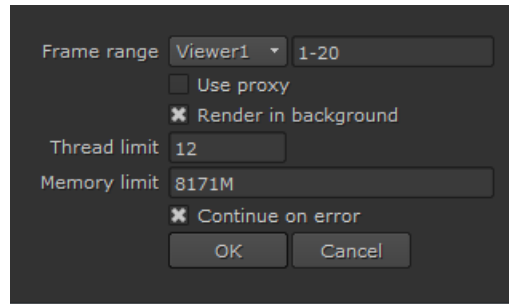 Frame range Viewer1 1-20
Use proxy
Render in background
Thread limit 12
Memory limit 8171M
Continue on error
OK Cancel